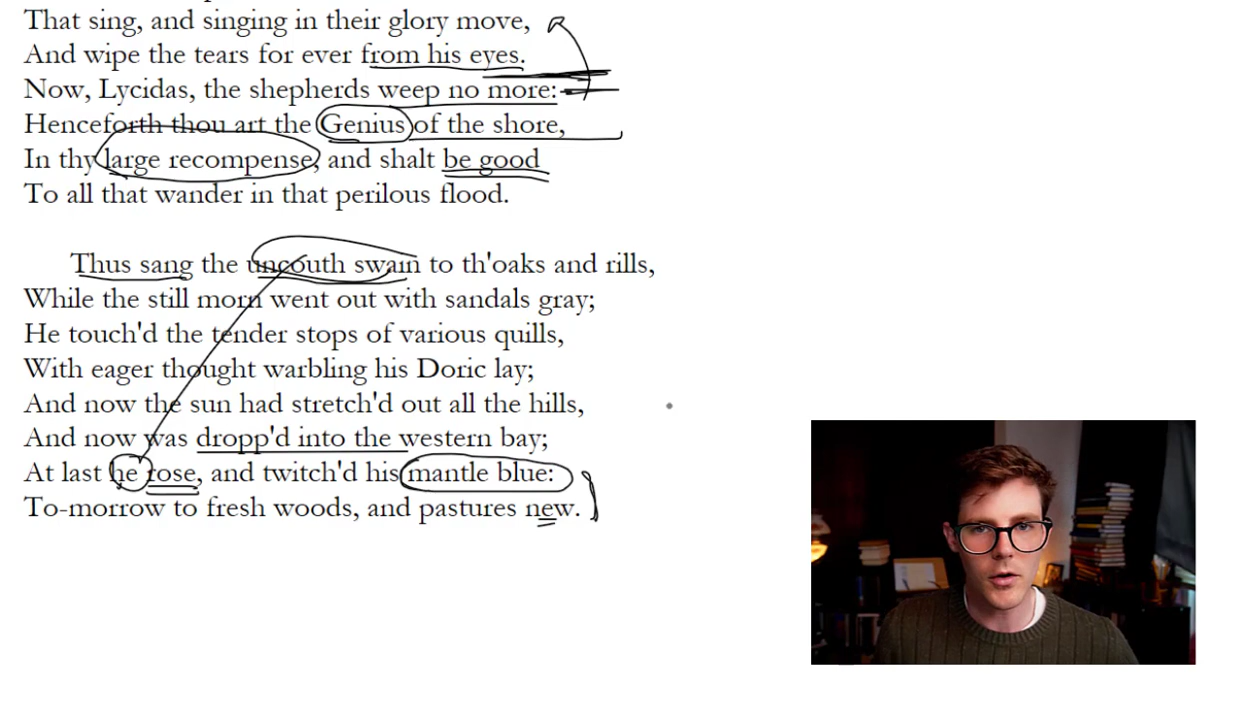 That sing, and singing in their glory move,
And wipe the tears for ever from his eyes.
Now, Lycidas, the shepherds weep no more:
Henceforth thou art the Genius of the shore,
In thy large recompense, and shalt be good
To all that wander in that perilous flood.
Thus sang the uncouth swain to th'oaks and rills,
While the still morn went out with sandals gray;
He touch'd the tender stops of various quills,
With eager thought warbling his Doric lay;
And now the sun had stretch'd out all the hills,
And now was dropp'd into the western bay;
At last he rose, and twitch'd his mantle blue:
To-morrow to fresh woods, and pastures new.